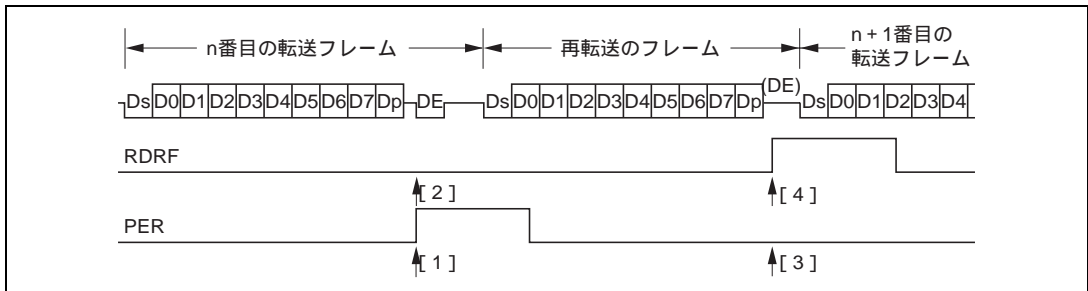 n番目の転送フレーム 再転送のフレーム n+1番目の
転送フレーム
Ds D0 D1 D2 D3 D4 D5 D6 D7 Dp DE Ds D0 D1 D2 D3 D4 D5 D6 D7 Dp (DE) Ds D0 D1 D2 D3 D4
RDRF
[2] [4]
PER
[1] [3]